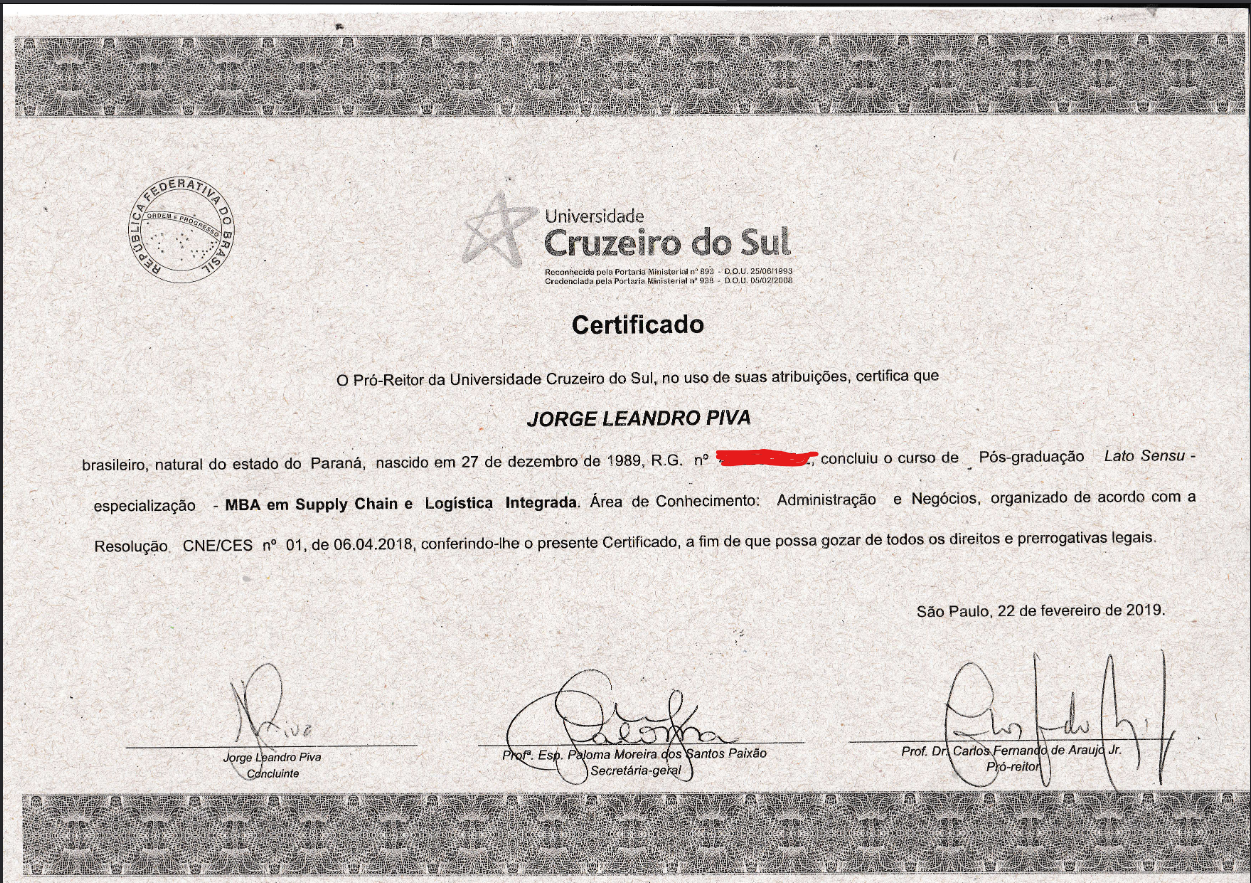 REPÚBLICA FEDERATIVA DO BRASIL
ORDEM E PROGRESSO
Universidade
Cruzeiro do Sul
Reconhecida pela Portaria Ministerial nº 893 - D.O.U. 25/06/1993
Credenciada pela Portaria Ministerial nº 938 - D.O.U. 05/02/2008
Certificado
O Pró-Reitor da Universidade Cruzeiro do Sul, no uso de suas atribuições, certifica que
JORGE LEANDRO PIVA
brasileiro, natural do estado do Paraná, nascido em 27 de dezembro de 1989, R.G. nº , concluiu o curso de Pós-graduação Lato Sensu -
especialização - MBA em Supply Chain e Logística Integrada. Área de Conhecimento: Administração e Negócios, organizado de acordo com a
Resolução CNE/CES nº 01, de 06.04.2018, conferindo-lhe o presente Certificado, a fim de que possa gozar de todos os direitos e prerrogativas legais.
São Paulo, 22 de fevereiro de 2019.
Jorge Leandro Piva
Concluinte
Profª. Esp. Paloma Moreira dos Santos Paixão
Secretária-geral
Prof. Dr. Carlos Fernando de Araujo Jr.
Pró-reitor